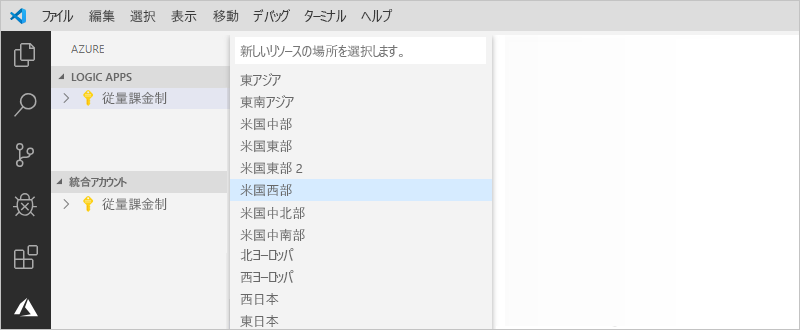 ファイル 編集 選択 表示 移動 デバッグ ターミナル ヘルプ
AZURE
LOGIC APPS
従量課金制
統合アカウント
従量課金制
新しいリソースの場所を選択します。
東アジア
東南アジア
米国中部
米国東部
米国東部 2
米国西部
米国中北部
米国中南部
北ヨーロッパ
西ヨーロッパ
西日本
東日本